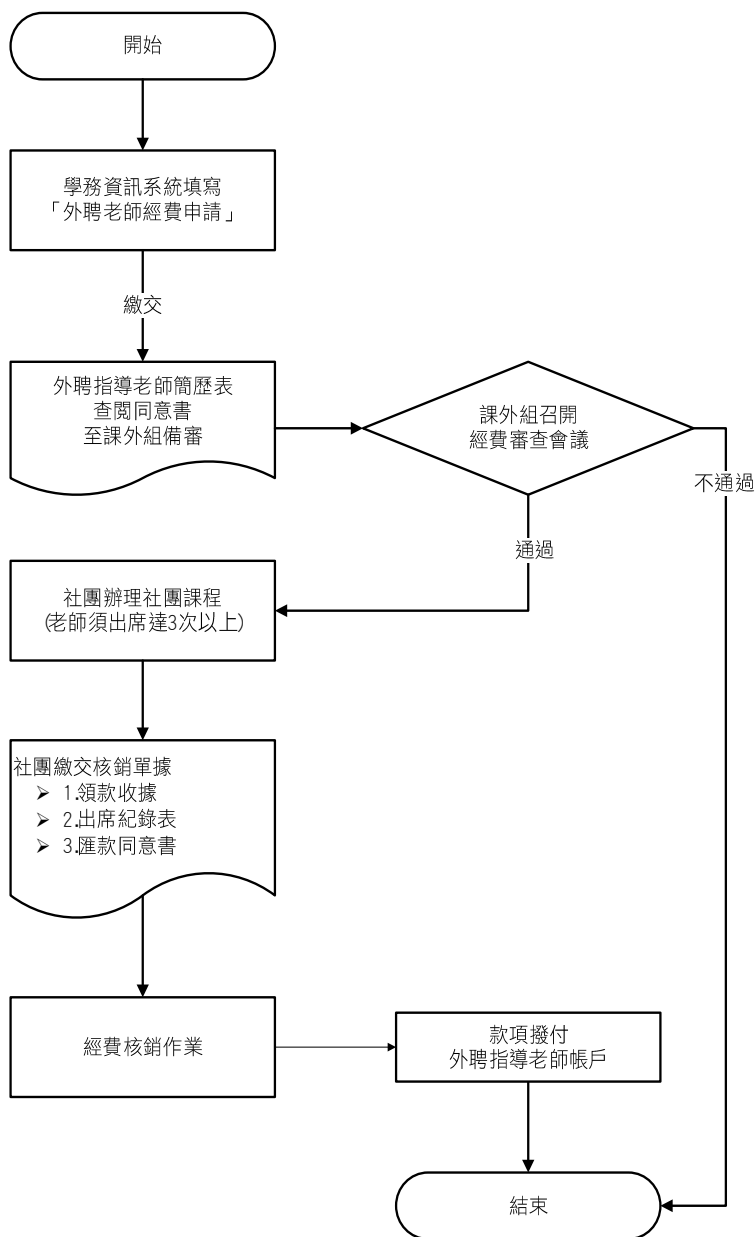 開始
學務資訊系統填寫
「外聘老師經費申請」
繳交
外聘指導老師簡歷表
查閱同意書
至課外組備審
課外組召開
經費審查會議
不通過
通過
社團辦理社團課程
(老師須出席達3次以上)
社團繳交核銷單據
➢ 1.領款收據
➢ 2.出席紀錄表
➢ 3.匯款同意書
經費核銷作業
款項撥付
外聘指導老師帳戶
結束